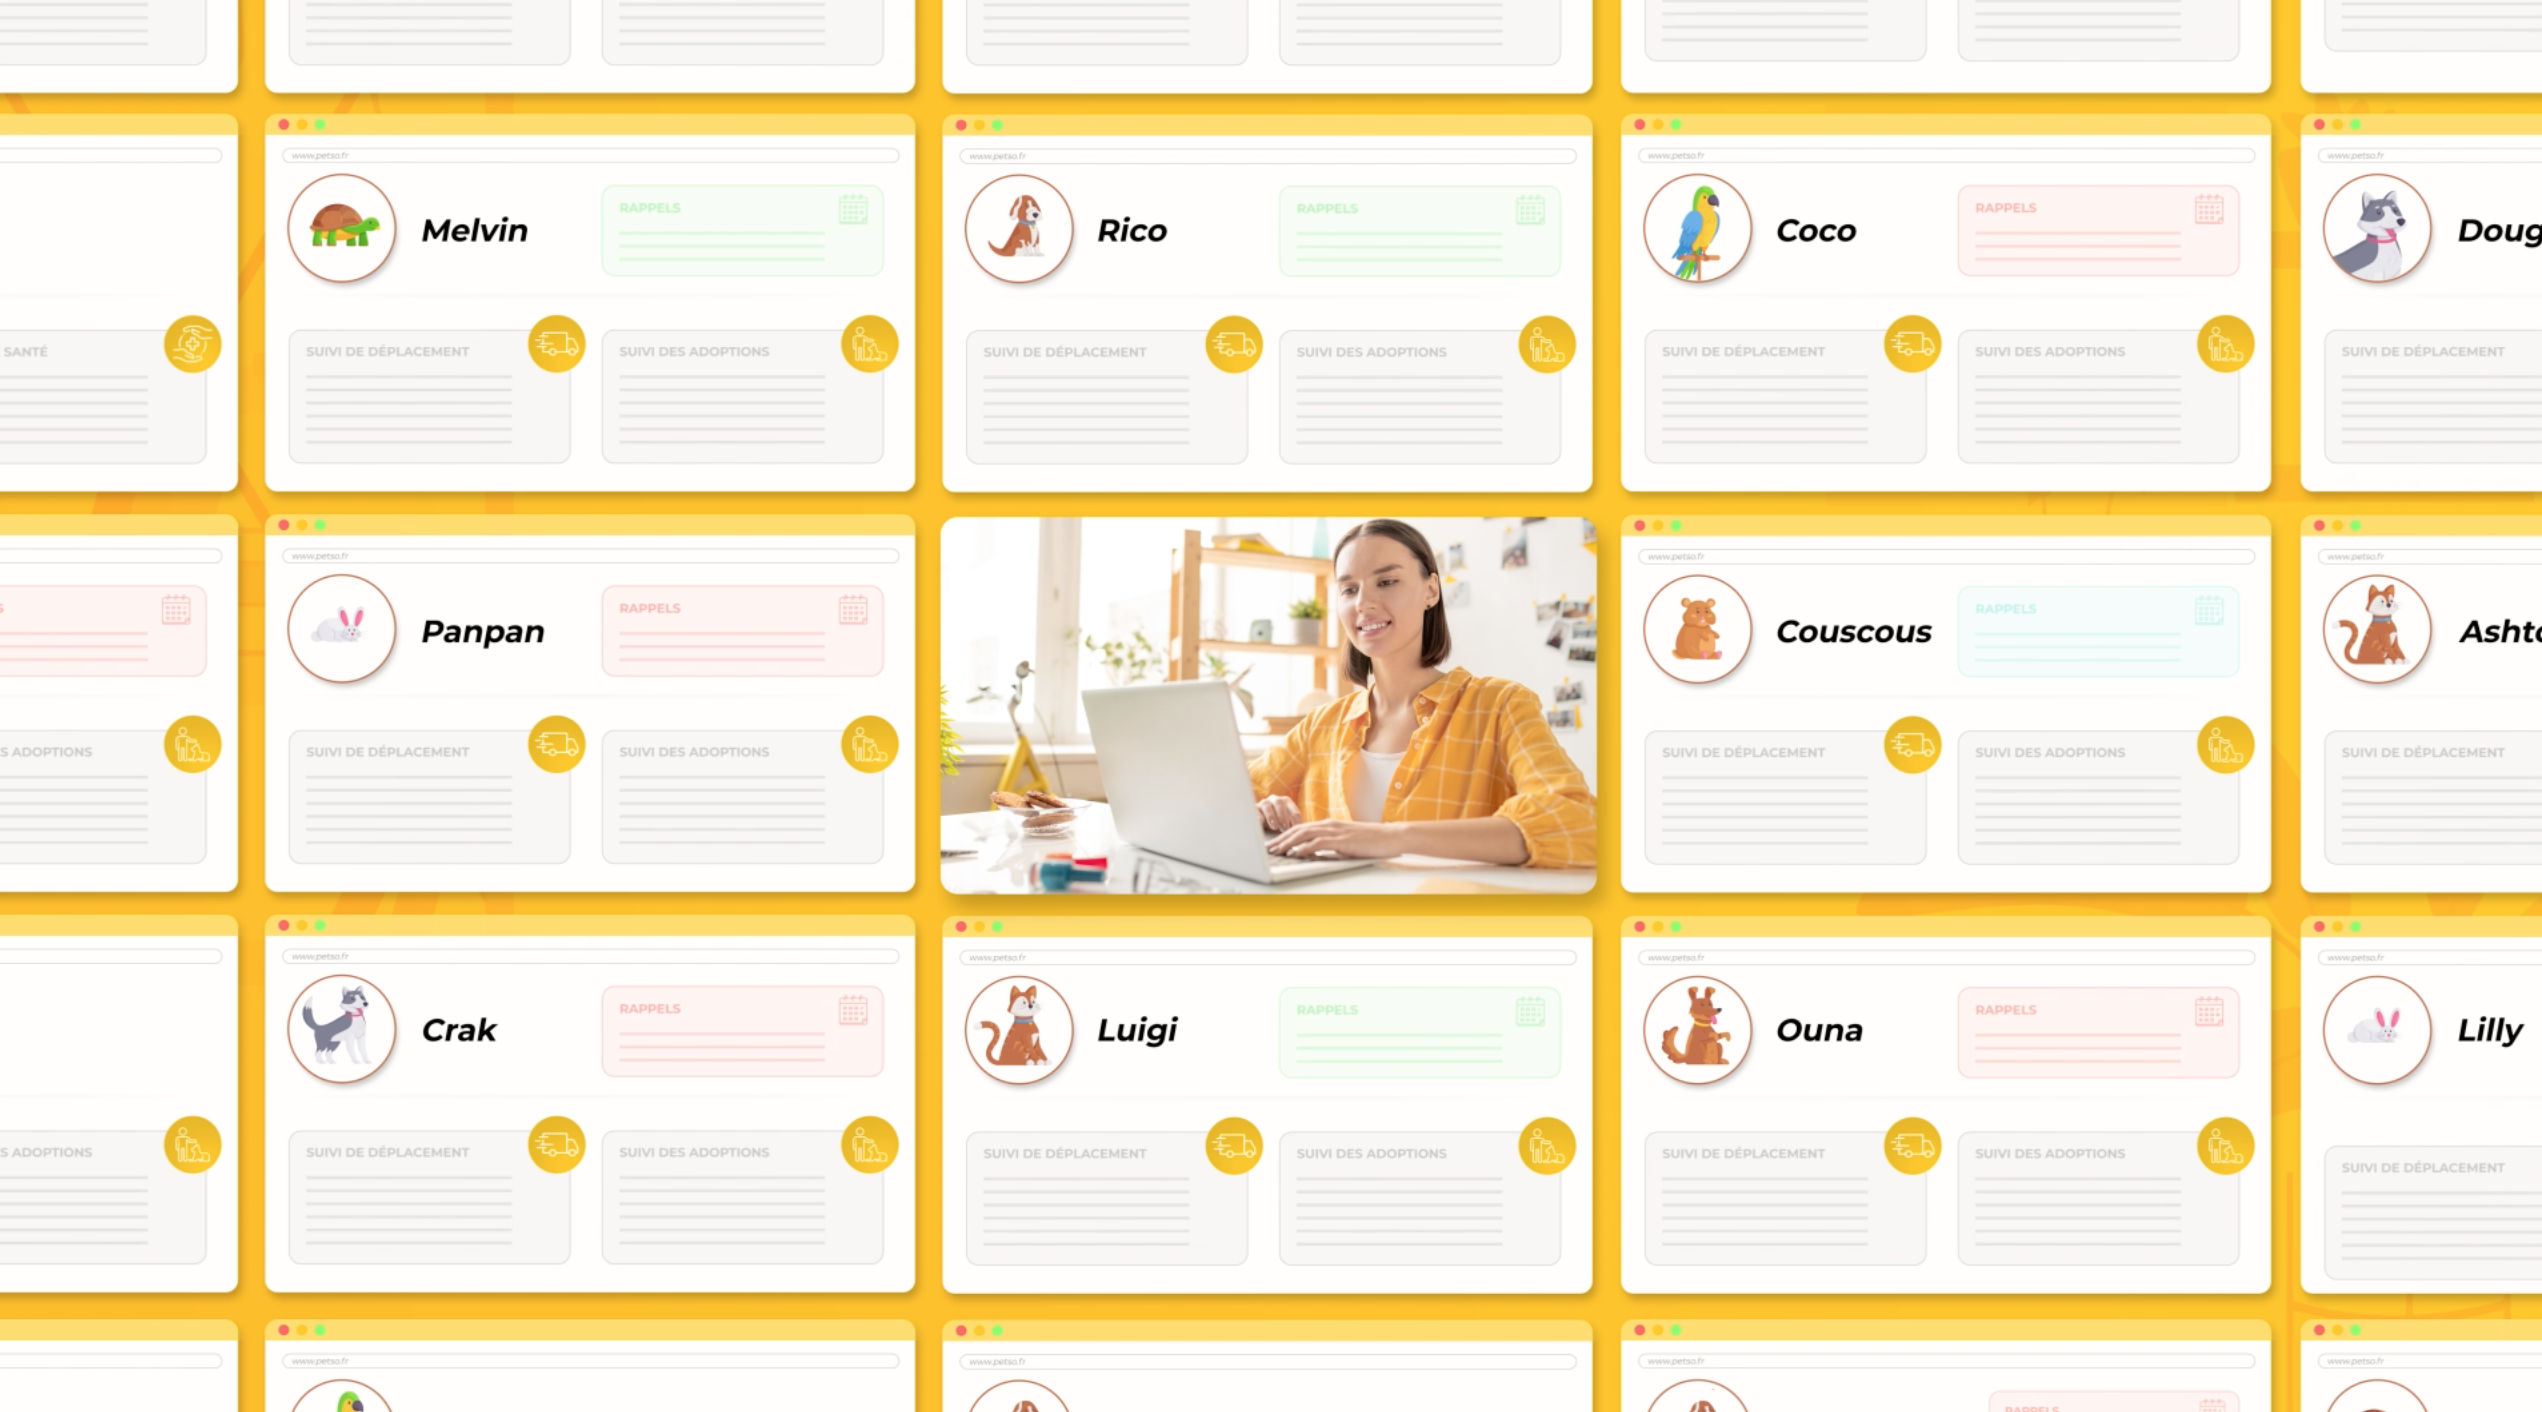 www.petso.fr
www.petso.fr
www.petso.fr
www.petso.fr
Melvin
RAPPELS
Rico
RAPPELS
Coco
RAPPELS
Doug
SANTÉ
SUIVI DE DÉPLACEMENT
SUIVI DES ADOPTIONS
SUIVI DE DÉPLACEMENT
SUIVI DES ADOPTIONS
SUIVI DE DÉPLACEMENT
SUIVI DES ADOPTIONS
SUIVI DE DÉPLACEMENT
www.petso.fr
www.petso.fr
www.petso.fr
S
Panpan
RAPPELS
Couscous
RAPPELS
Asht
S ADOPTIONS
SUIVI DE DÉPLACEMENT
SUIVI DES ADOPTIONS
SUIVI DE DÉPLACEMENT
SUIVI DES ADOPTIONS
SUIVI DE DÉPLACEMENT
www.petso.fr
www.petso.fr
www.petso.fr
www.petso.fr
Crak
RAPPELS
Luigi
RAPPELS
Ouna
RAPPELS
Lilly
S ADOPTIONS
SUIVI DE DÉPLACEMENT
SUIVI DES ADOPTIONS
SUIVI DE DÉPLACEMENT
SUIVI DES ADOPTIONS
SUIVI DE DÉPLACEMENT
SUIVI DES ADOPTIONS
SUIVI DE DÉPLACEMENT
www.petso.fr
www.petso.fr
www.petso.fr
www.petso.fr
RAPPELS